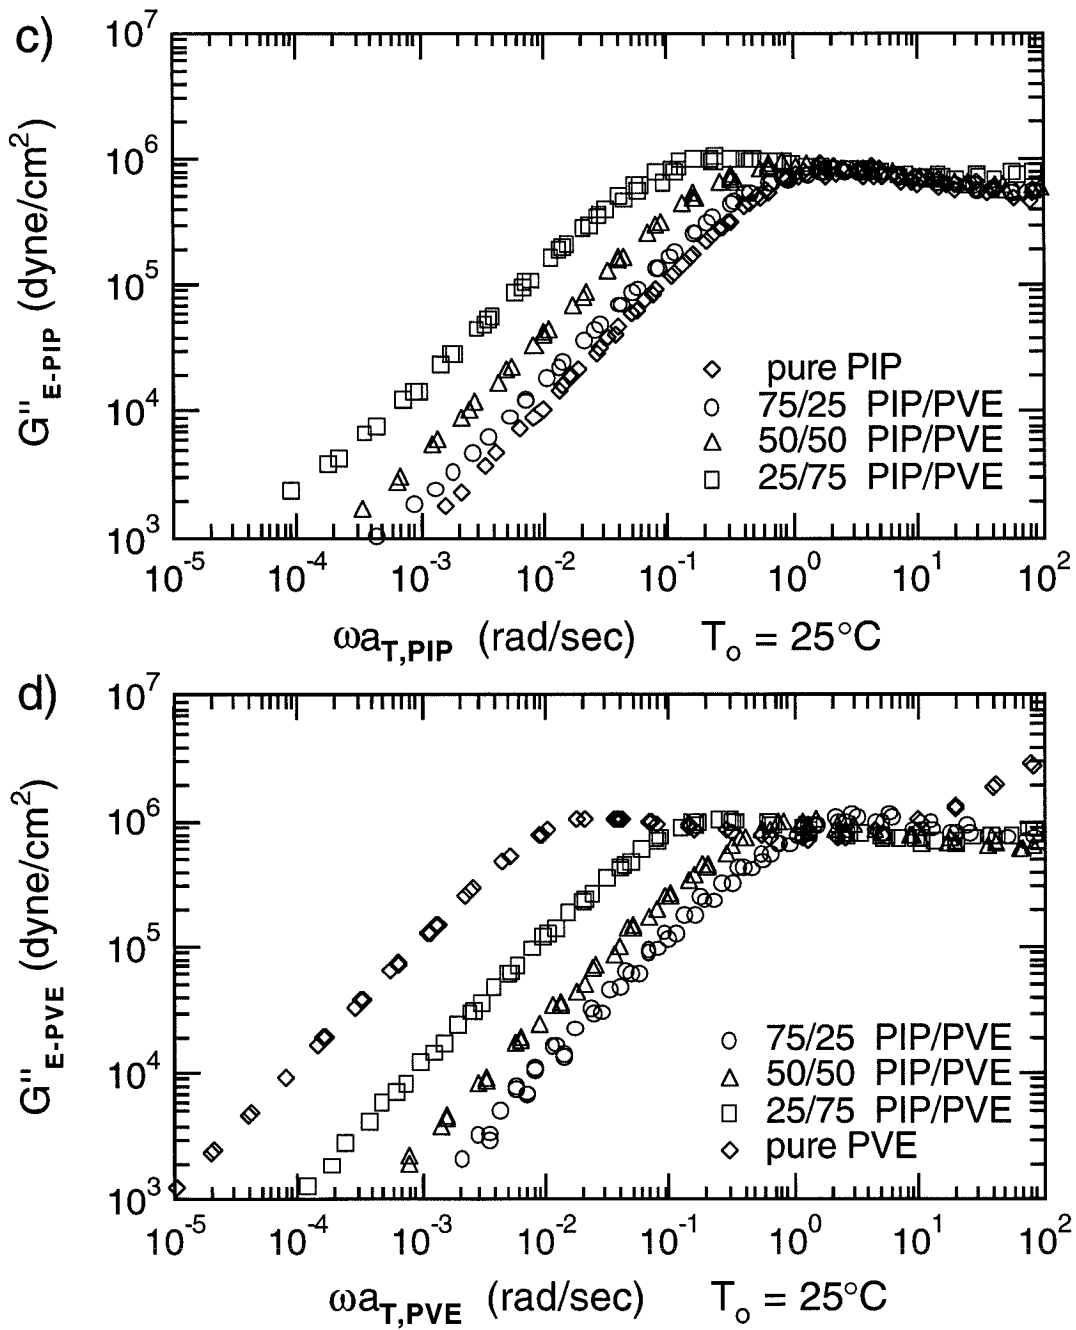 c)
10^7
10^6
10^5
10^4
10^3
G"E-PIP (dyne/cm^2)
pure PIP
75/25 PIP/PVE
50/50 PIP/PVE
25/75 PIP/PVE
10^-5 10^-4 10^-3 10^-2 10^-1 10^0 10^1 10^2
ωaT,PIP (rad/sec) To = 25°C
d)
10^7
10^6
10^5
10^4
10^3
G"E-PVE (dyne/cm^2)
75/25 PIP/PVE
50/50 PIP/PVE
25/75 PIP/PVE
pure PVE
10^-5 10^-4 10^-3 10^-2 10^-1 10^0 10^1 10^2
ωaT,PVE (rad/sec) To = 25°C